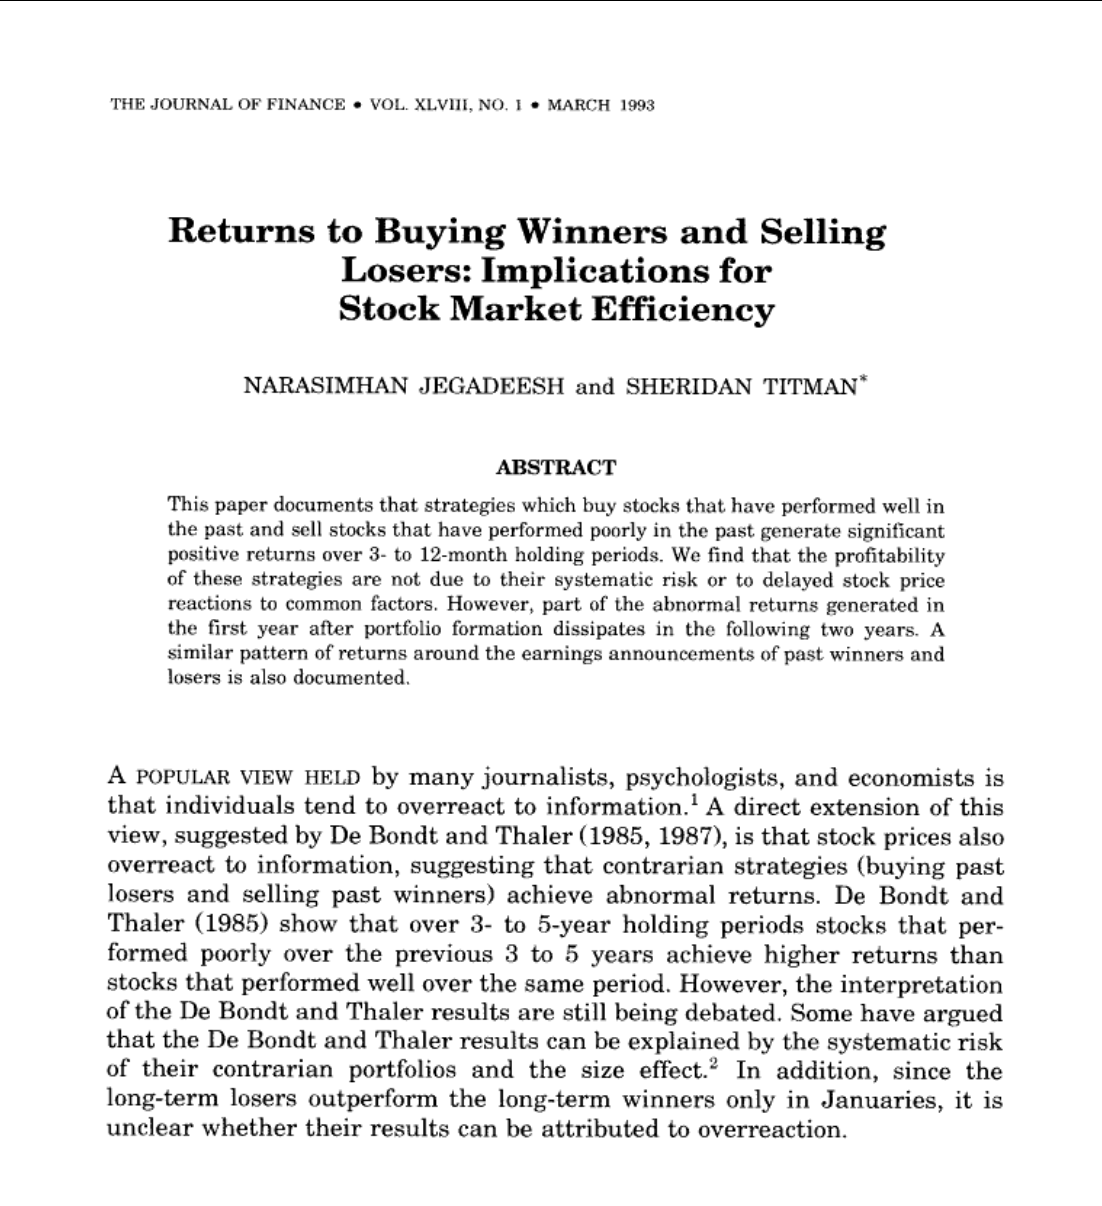 THE JOURNAL OF FINANCE • VOL. XLVIII, NO. 1 • MARCH 1993
Returns to Buying Winners and Selling
Losers: Implications for
Stock Market Efficiency
NARASIMHAN JEGADEESH and SHERIDAN TITMAN*
ABSTRACT
This paper documents that strategies which buy stocks that have performed well in
the past and sell stocks that have performed poorly in the past generate significant
positive returns over 3- to 12-month holding periods. We find that the profitability
of these strategies are not due to their systematic risk or to delayed stock price
reactions to common factors. However, part of the abnormal returns generated in
the first year after portfolio formation dissipates in the following two years. A
similar pattern of returns around the earnings announcements of past winners and
losers is also documented.
A POPULAR VIEW HELD by many journalists, psychologists, and economists is
that individuals tend to overreact to information.¹ A direct extension of this
view, suggested by De Bondt and Thaler (1985, 1987), is that stock prices also
overreact to information, suggesting that contrarian strategies (buying past
losers and selling past winners) achieve abnormal returns. De Bondt and
Thaler (1985) show that over 3- to 5-year holding periods stocks that per-
formed poorly over the previous 3 to 5 years achieve higher returns than
stocks that performed well over the same period. However, the interpretation
of the De Bondt and Thaler results are still being debated. Some have argued
that the De Bondt and Thaler results can be explained by the systematic risk
of their contrarian portfolios and the size effect.² In addition, since the
long-term losers outperform the long-term winners only in Januaries, it is
unclear whether their results can be attributed to overreaction.